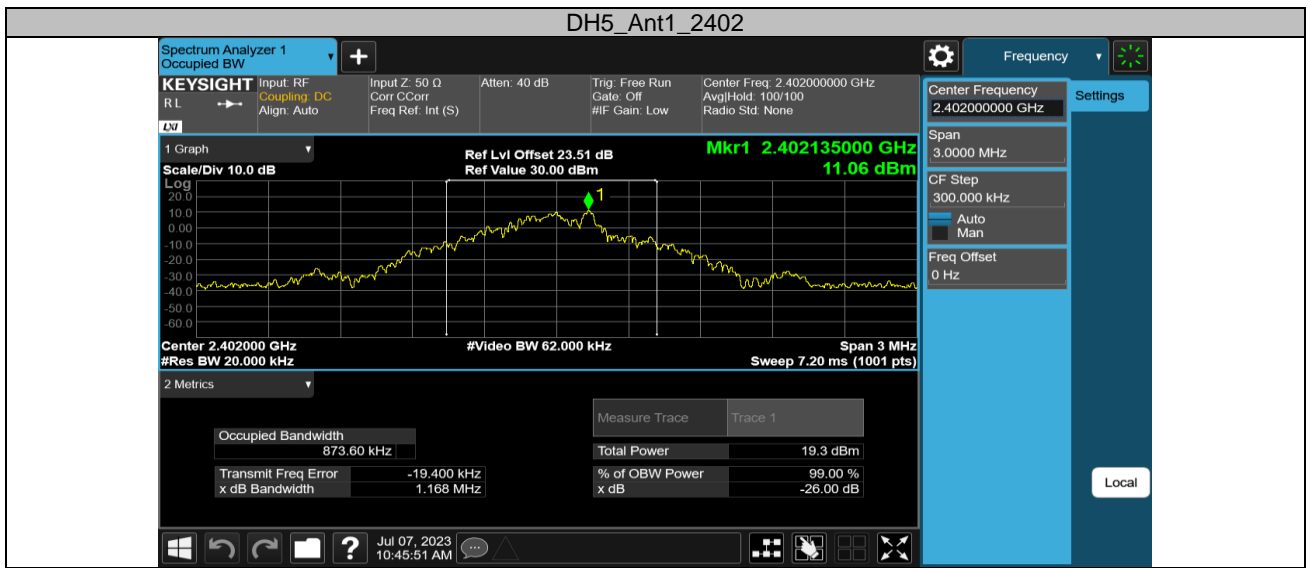 DH5_Ant1_2402
Spectrum Analyzer 1
Occupied BW
+
Frequency
KEYSIGHT
R L
LXI
Input: RF
Coupling: DC
Align: Auto
Input Z: 50 Ω
Corr CCorr
Freq Ref: Int (S)
Atten: 40 dB
Trig: Free Run
Gate: Off
#IF Gain: Low
Center Freq: 2.402000000 GHz
Avg|Hold: 100/100
Radio Std: None
Center Frequency
2.402000000 GHz
Settings
Span
3.0000 MHz
CF Step
300.000 kHz
Auto
Man
Freq Offset
0 Hz
1 Graph
Scale/Div 10.0 dB
Ref Lvl Offset 23.51 dB
Ref Value 30.00 dBm
Mkr1 2.402135000 GHz
11.06 dBm
Log
20.0
10.0
0.00
-10.0
-20.0
-30.0
-40.0
-50.0
-60.0
1
Center 2.402000 GHz
#Res BW 20.000 kHz
#Video BW 62.000 kHz
Span 3 MHz
Sweep 7.20 ms (1001 pts)
2 Metrics
Measure Trace Trace 1
Occupied Bandwidth
873.60 kHz
Total Power 19.3 dBm
Transmit Freq Error -19.400 kHz
% of OBW Power 99.00 %
x dB Bandwidth 1.168 MHz
x dB -26.00 dB
Local
?
Jul 07, 2023
10:45:51 AM